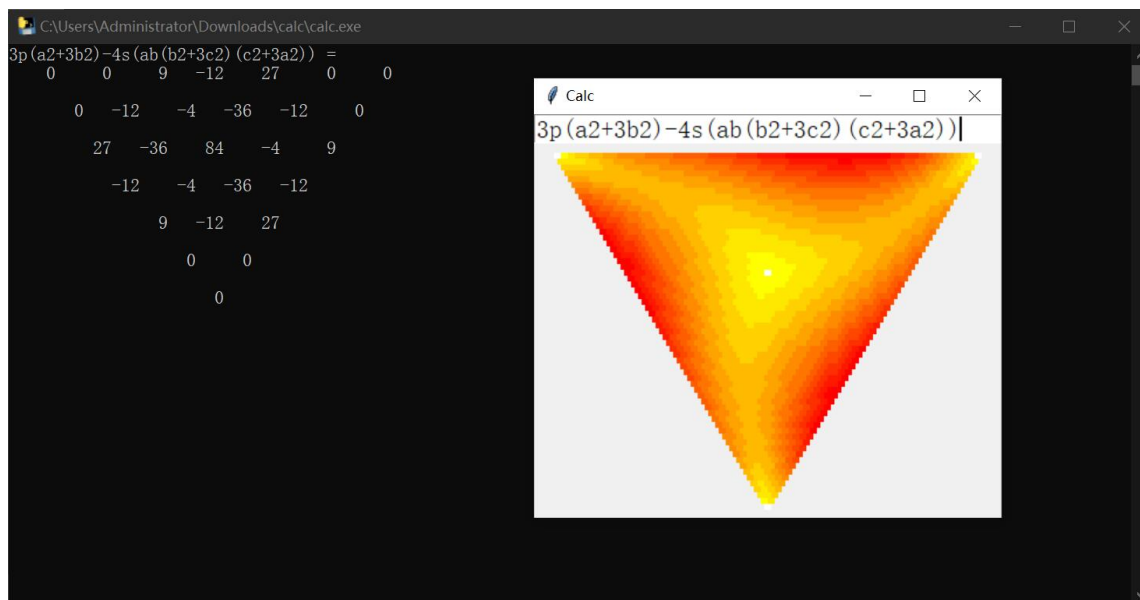 C:\Users\Administrator\Downloads\calc\calc.exe
3p(a2+3b2)-4s(ab(b2+3c2)(c2+3a2)) =
0 0 9 -12 27 0 0
0 -12 -4 -36 -12 0
27 -36 84 -4 9
-12 -4 -36 -12
9 -12 27
0 0
0
Calc
3p(a2+3b2)-4s(ab(b2+3c2)(c2+3a2))